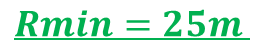 Rmin = 25m